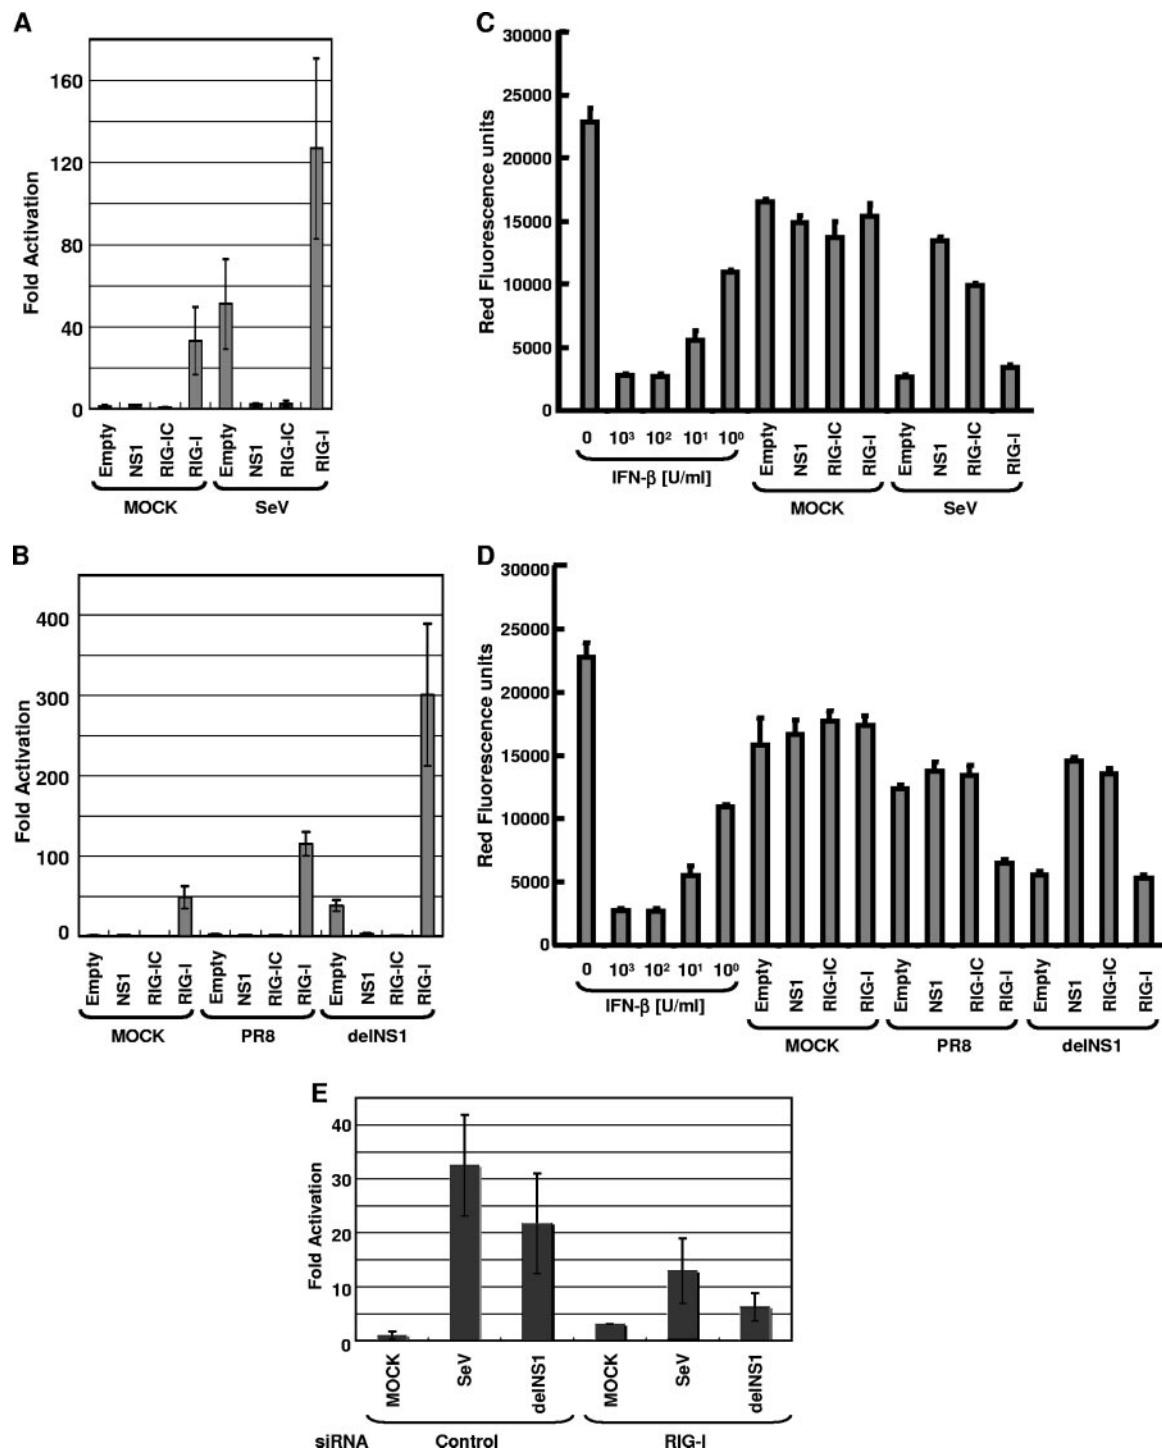 A
Fold Activation
160
120
80
40
0
Empty NS1 RIG-IC RIG-I Empty NS1 RIG-IC RIG-I
MOCK SeV
C
Red Fluorescence units
30000
25000
20000
15000
10000
5000
0
0 10³ 10² 10¹ 10⁰ Empty NS1 RIG-IC RIG-I Empty NS1 RIG-IC RIG-I
IFN-β [U/ml] MOCK SeV
B
Fold Activation
400
300
200
100
0
Empty NS1 RIG-IC RIG-I Empty NS1 RIG-IC RIG-I Empty NS1 RIG-IC RIG-I
MOCK PR8 delNS1
D
Red Fluorescence units
30000
25000
20000
15000
10000
5000
0
0 10³ 10² 10¹ 10⁰ Empty NS1 RIG-IC RIG-I Empty NS1 RIG-IC RIG-I Empty NS1 RIG-IC RIG-I
IFN-β [U/ml] MOCK PR8 delNS1
E
Fold Activation
40
30
20
10
0
MOCK SeV delNS1 MOCK SeV delNS1
siRNA Control RIG-I